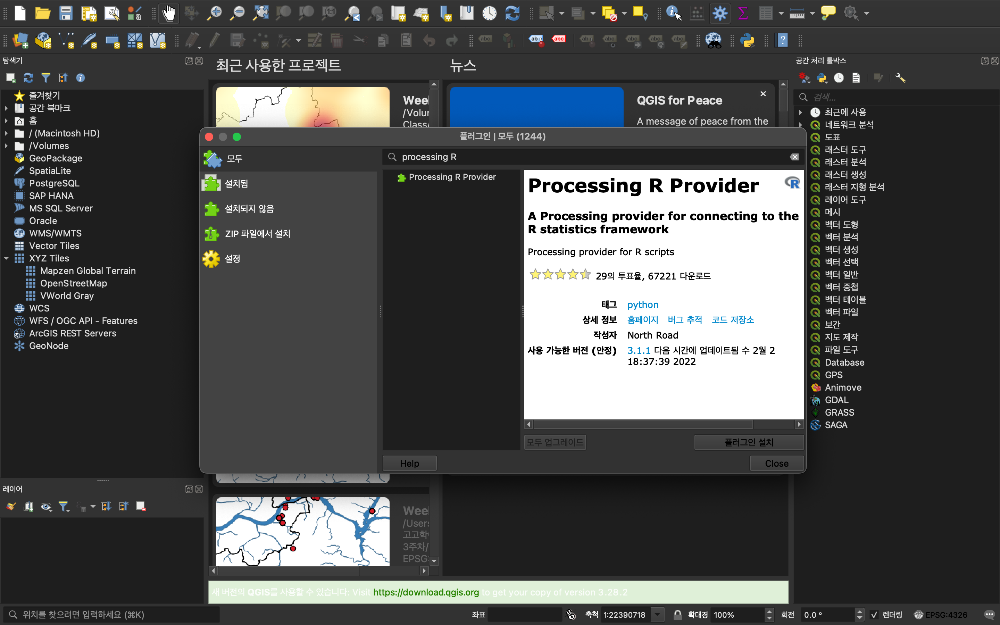 탐색기
즐겨찾기
공간 북마크
홈
/ (Macintosh HD)
/Volumes
GeoPackage
SpatiaLite
PostgreSQL
SAP HANA
MS SQL Server
Oracle
WMS/WMTS
Vector Tiles
XYZ Tiles
Mapzen Global Terrain
OpenStreetMap
VWorld Gray
WCS
WFS / OGC API - Features
ArcGIS REST Servers
GeoNode
레이어
최근 사용한 프로젝트
뉴스
/Volur
Class/
QGIS for Peace
A message of peace from the
플러그인 | 모두 (1244)
모두
설치됨
설치되지 않음
ZIP 파일에서 설치
설정
processing R
Processing R Provider
Processing R Provider
A Processing provider for connecting to the
R statistics framework
Processing provider for R scripts
29의 투표율, 67221 다운로드
태그 python
상세 정보 홈페이지 버그 추적 코드 저장소
작성자 North Road
사용 가능한 버전 (안정) 3.1.1 다음 시간에 업데이트됨 수 2월 2
18:37:39 2022
모두 업그레이드
플러그인 설치
Help
Close
/Users
고고학
3주차/
EPSG:
새 버전의 QGIS를 사용할 수 있습니다: Visit https://download.qgis.org to get your copy of version 3.28.2
공간 처리 툴박스
검색...
최근에 사용
네트워크 분석
도표
래스터 도구
래스터 분석
래스터 생성
래스터 지형 분석
레이어 도구
메시
벡터 도형
벡터 분석
벡터 생성
벡터 선택
벡터 일반
벡터 중첩
벡터 테이블
벡터 파일
보간
지도 제작
파일 도구
Database
GPS
Animove
GDAL
GRASS
SAGA
위치를 찾으려면 입력하세요 (⌘K)
좌표
축척 1:22390718
확대경 100%
회전 0.0 °
렌더링
EPSG:4326